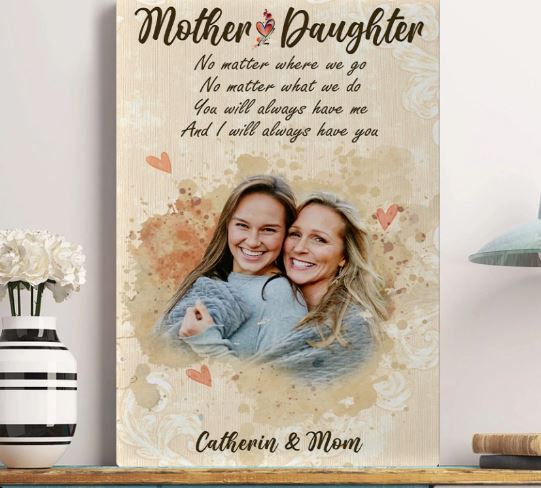 Mother Daughter
No matter where we go
No matter what we do
You will always have me
And I will always have you
Catherin & Mom